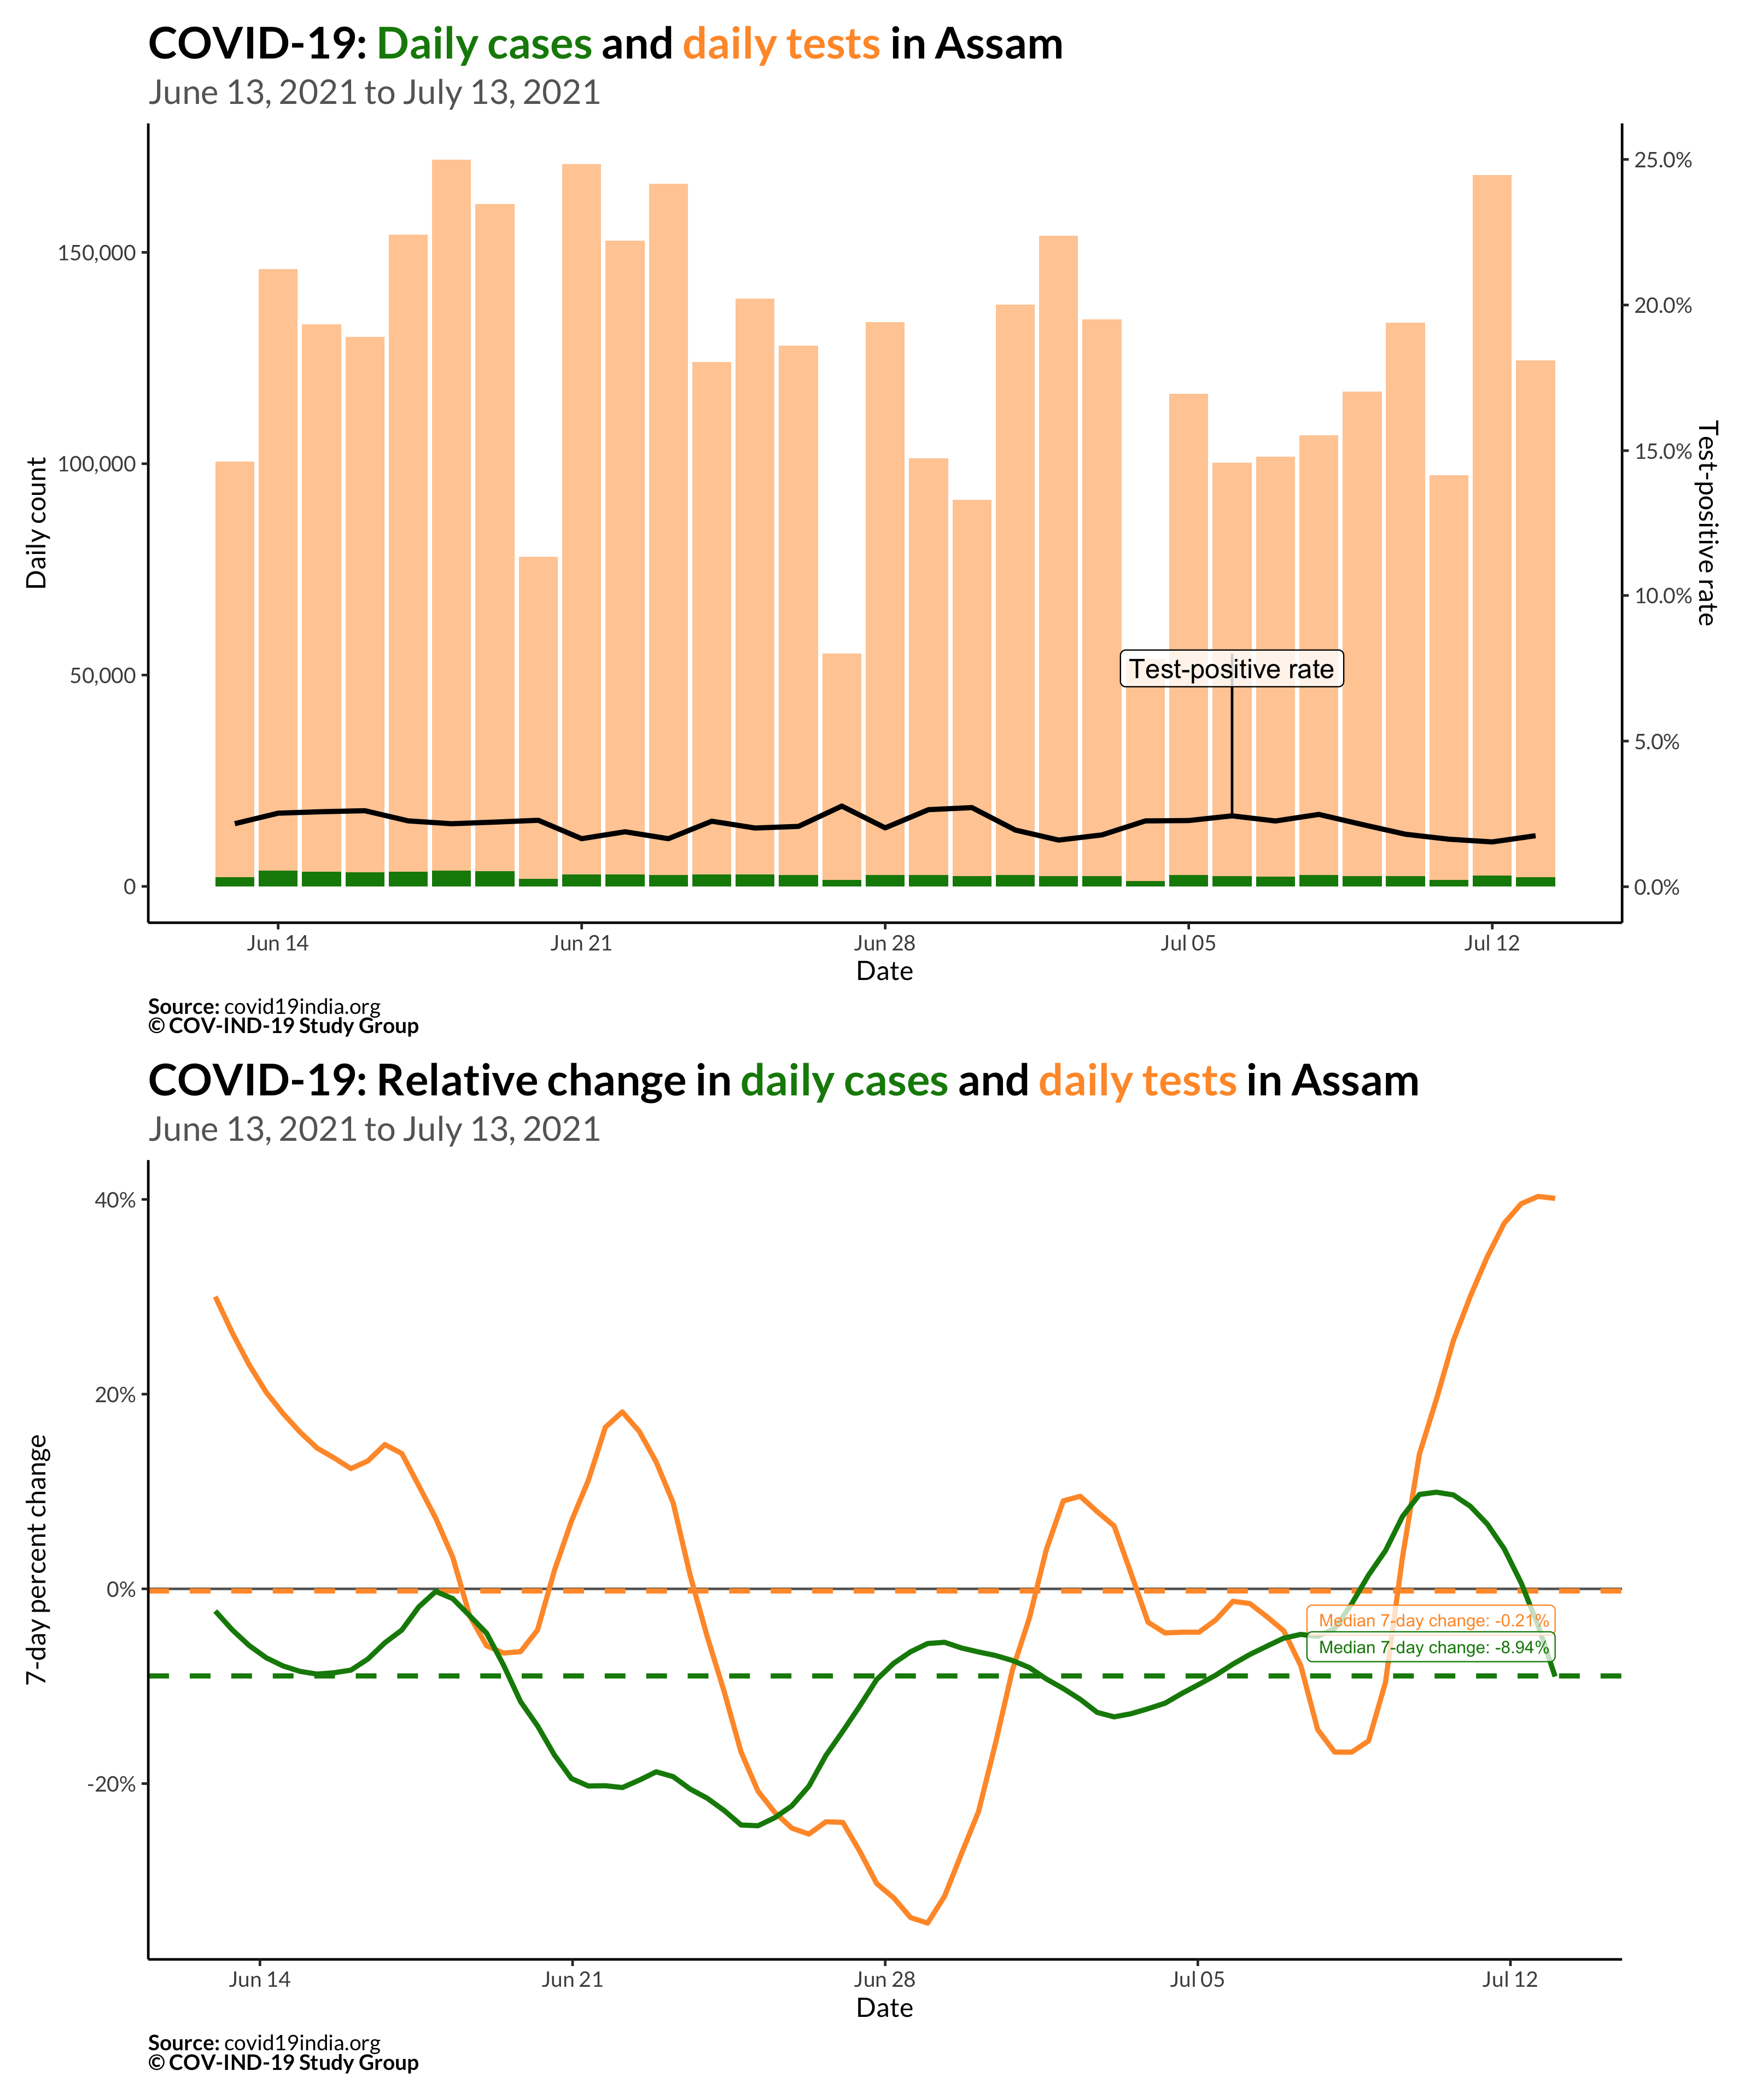 COVID-19: Daily cases and daily tests in Assam
June 13, 2021 to July 13, 2021
Daily count
150,000
100,000
50,000
0
25.0%
20.0%
15.0%
10.0%
5.0%
0.0%
Test-positive rate
Test-positive rate
Jun 14
Jun 21
Jun 28
Jul 05
Jul 12
Date
Source: covid19india.org
© COV-IND-19 Study Group
COVID-19: Relative change in daily cases and daily tests in Assam
June 13, 2021 to July 13, 2021
7-day percent change
40%
20%
0%
-20%
Median 7-day change: -0.21%
Median 7-day change: -8.94%
Jun 14
Jun 21
Jun 28
Jul 05
Jul 12
Date
Source: covid19india.org
© COV-IND-19 Study Group